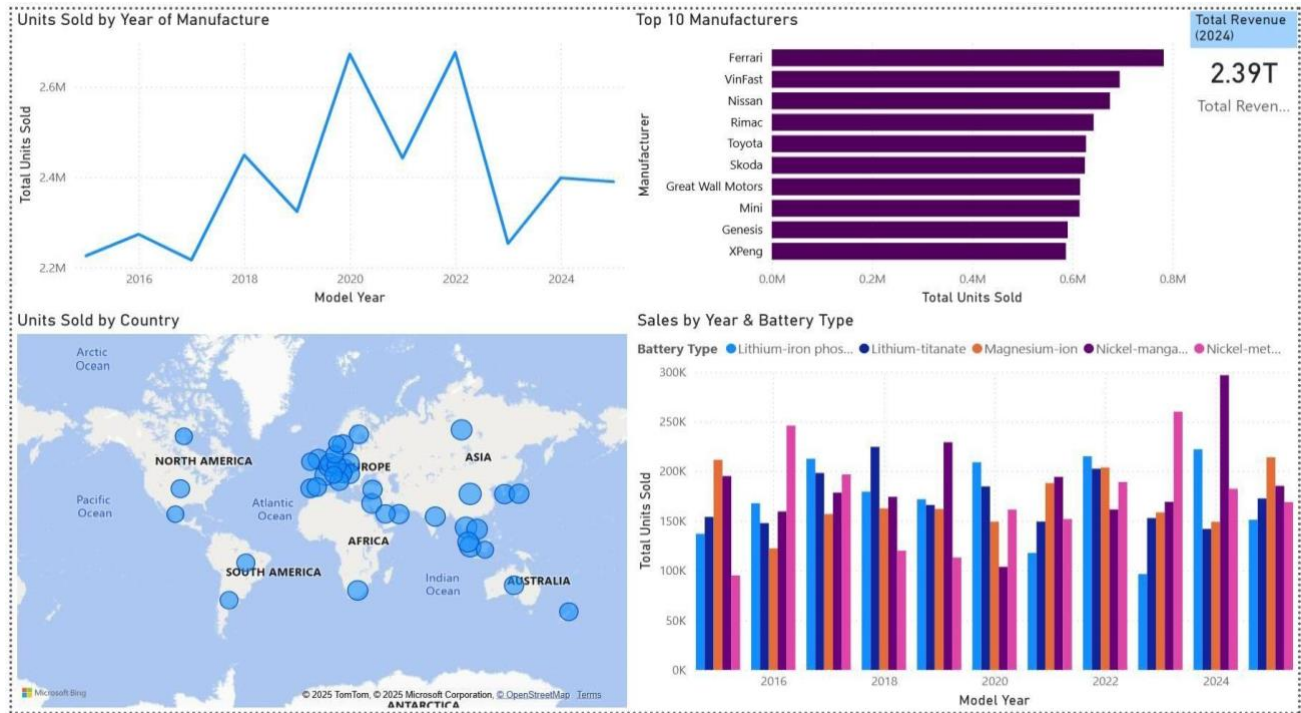 Units Sold by Year of Manufacture
Total Units Sold
2.6M
2.4M
2.2M
2016
2018
2020
2022
2024
Model Year
Top 10 Manufacturers
Manufacturer
Ferrari
VinFast
Nissan
Rimac
Toyota
Skoda
Great Wall Motors
Mini
Genesis
XPeng
0.0M
0.2M
0.4M
0.6M
0.8M
Total Units Sold
Total Revenue
(2024)
2.39T
Total Reven...
Units Sold by Country
Arctic
Ocean
NORTH AMERICA
UROPE
ASIA
Pacific
Ocean
Atlantic
Ocean
AFRICA
SOUTH AMERICA
Indian
Ocean
AUSTRALIA
Microsoft Bing
© 2025 TomTom, © 2025 Microsoft Corporation, © OpenStreetMap Terms
ANTARCTICA
Sales by Year & Battery Type
Battery Type
Lithium-iron phos...
Lithium-titanate
Magnesium-ion
Nickel-manga...
Nickel-met...
Total Units Sold
300K
250K
200K
150K
100K
50K
0K
2016
2018
2020
2022
2024
Model Year